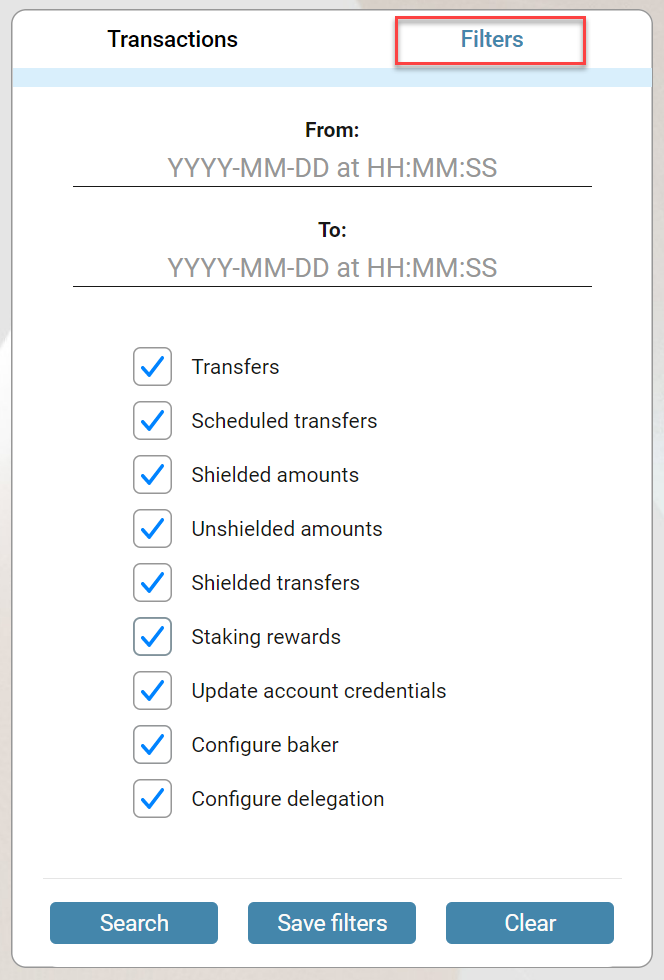 Transactions Filters
From:
YYYY-MM-DD at HH:MM:SS
To:
YYYY-MM-DD at HH:MM:SS
Transfers
Scheduled transfers
Shielded amounts
Unshielded amounts
Shielded transfers
Staking rewards
Update account credentials
Configure baker
Configure delegation
Search Save filters Clear